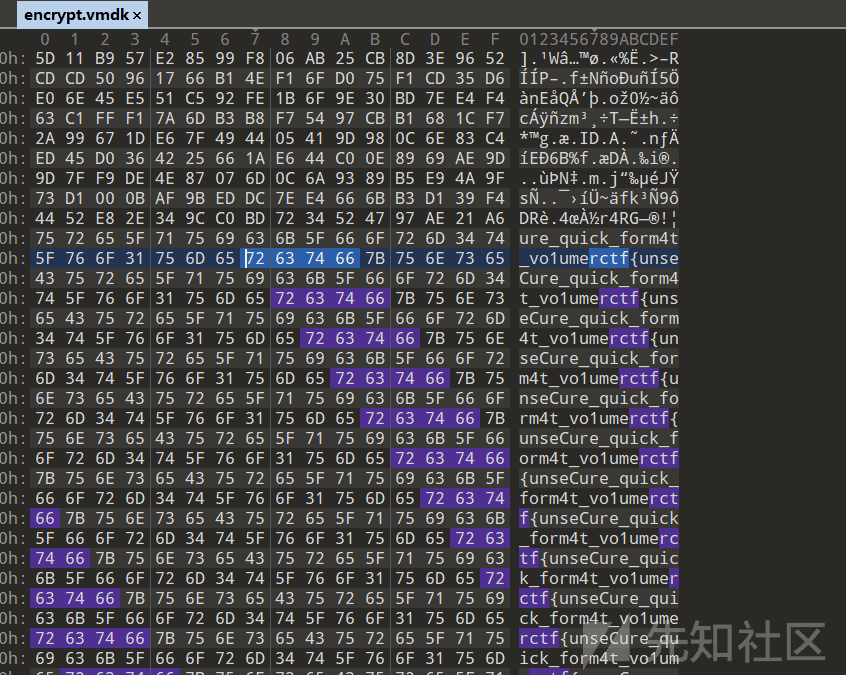 encrypt.vmdk ×
0 1 2 3 4 5 6 7 8 9 A B C D E F 0123456789ABCDEF
0h: 5D 11 B9 57 E2 85 99 F8 06 AB 25 CB 8D 3E 96 52 ].¹Wâ…™ø.«%Ë.>–R
0h: CD CD 50 96 17 66 B1 4E F1 6F D0 75 F1 CD 35 D6 ÍÍP–.f±NñoÐuñÍ5Ö
0h: E0 6E 45 E5 51 C5 92 FE 1B 6F 9E 30 BD 7E E4 F4 ànEåQÅ’þ.ož0½~äô
0h: 63 C1 FF F1 7A 6D B3 B8 F7 54 97 CB B1 68 1C F7 cÁÿñzm³¸÷T—Ë±h.÷
0h: 2A 99 67 1D E6 7F 49 44 05 41 9D 98 0C 6E 83 C4 *™g.æ.ID.A.˜.nƒÄ
0h: ED 45 D0 36 42 25 66 1A E6 44 C0 0E 89 69 AE 9D íEÐ6B%f.æDÀ.‰i®.
0h: 9D 7F F9 DE 4E 87 07 6D 0C 6A 93 89 B5 E9 4A 9F ..ùÞN‡.m.j“‰µéJŸ
0h: 73 D1 00 0B AF 9B ED DC 7E E4 66 6B B3 D1 39 F4 sÑ..¯›íÜ~äfk³Ñ9ô
0h: 44 52 E8 2E 34 9C C0 BD 72 34 52 47 97 AE 21 A6 DRè.4œÀ½r4RG—®!¦
0h: 75 72 65 5F 71 75 69 63 6B 5F 66 6F 72 6D 34 74 ure_quick_form4t
0h: 5F 76 6F 31 75 6D 65 72 63 74 66 7B 75 6E 73 65 _vo1umerctf{unse
0h: 43 75 72 65 5F 71 75 69 63 6B 5F 66 6F 72 6D 34 Cure_quick_form4
0h: 74 5F 76 6F 31 75 6D 65 72 63 74 66 7B 75 6E 73 t_vo1umerctf{uns
0h: 65 43 75 72 65 5F 71 75 69 63 6B 5F 66 6F 72 6D eCure_quick_form
0h: 34 74 5F 76 6F 31 75 6D 65 72 63 74 66 7B 75 6E 4t_vo1umerctf{un
0h: 73 65 43 75 72 65 5F 71 75 69 63 6B 5F 66 6F 72 seCure_quick_for
0h: 6D 34 74 5F 76 6F 31 75 6D 65 72 63 74 66 7B 75 m4t_vo1umerctf{u
0h: 6E 73 65 43 75 72 65 5F 71 75 69 63 6B 5F 66 6F nseCure_quick_fo
0h: 72 6D 34 74 5F 76 6F 31 75 6D 65 72 63 74 66 7B rm4t_vo1umerctf{
0h: 75 6E 73 65 43 75 72 65 5F 71 75 69 63 6B 5F 66 unseCure_quick_f
0h: 6F 72 6D 34 74 5F 76 6F 31 75 6D 65 72 63 74 66 orm4t_vo1umerctf
0h: 7B 75 6E 73 65 43 75 72 65 5F 71 75 69 63 6B 5F {unseCure_quick_
0h: 66 6F 72 6D 34 74 5F 76 6F 31 75 6D 65 72 63 74 form4t_vo1umerct
0h: 66 7B 75 6E 73 65 43 75 72 65 5F 71 75 69 63 6B f{unseCure_quick
0h: 5F 66 6F 72 6D 34 74 5F 76 6F 31 75 6D 65 72 63 _form4t_vo1umerc
0h: 74 66 7B 75 6E 73 65 43 75 72 65 5F 71 75 69 63 tf{unseCure_quic
0h: 6B 5F 66 6F 72 6D 34 74 5F 76 6F 31 75 6D 65 72 k_form4t_vo1umer
0h: 63 74 66 7B 75 6E 73 65 43 75 72 65 5F 71 75 69 ctf{unseCure_qui
0h: 63 6B 5F 66 6F 72 6D 34 74 5F 76 6F 31 75 6D 65 ck_form4t_vo1ume
0h: 72 63 74 66 7B 75 6E 73 65 43 75 72 65 5F 71 75 rctf{unseCure_qu
0h: 69 63 6B 5F 66 6F 72 6D 34 74 5F 76 6F 31 75 6D ick_form4t_vo1um
先知社区